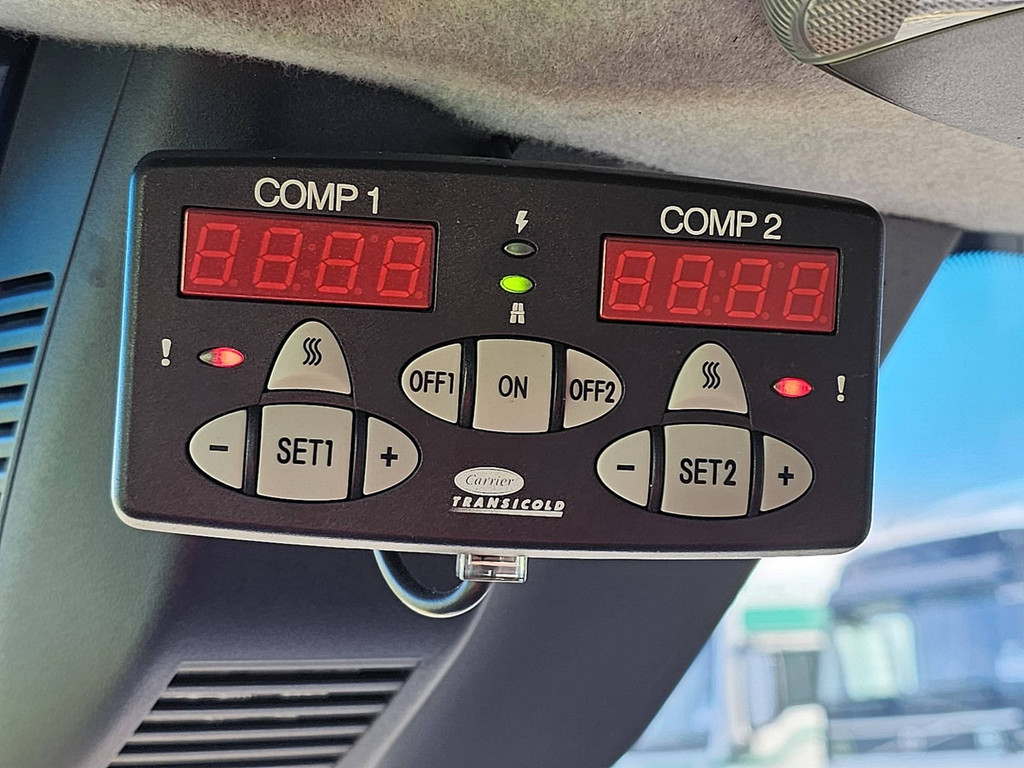 COMP 1
COMP 2
!
OFF1
ON
OFF2
!
-
SET1
+
-
SET2
+
Carrier
TRANSICOLD